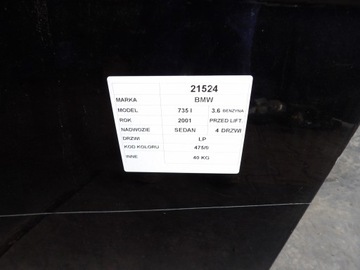 21524
MARKA BMW
MODEL 735 I 3.6 BENZYNA
ROK 2001 PRZED LIFT.
NADWOZIE SEDAN 4 DRZWI
DRZWI LP
KOD KOLORU 475/9
INNE 40 KG